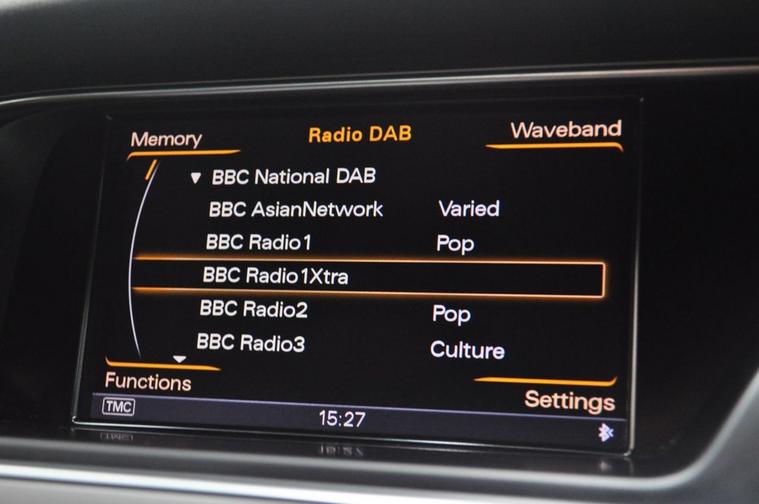 Memory Radio DAB Waveband
▼ BBC National DAB
BBC AsianNetwork Varied
BBC Radio1 Pop
BBC Radio1Xtra
BBC Radio2 Pop
BBC Radio3 Culture
Functions Settings
TMC 15:27